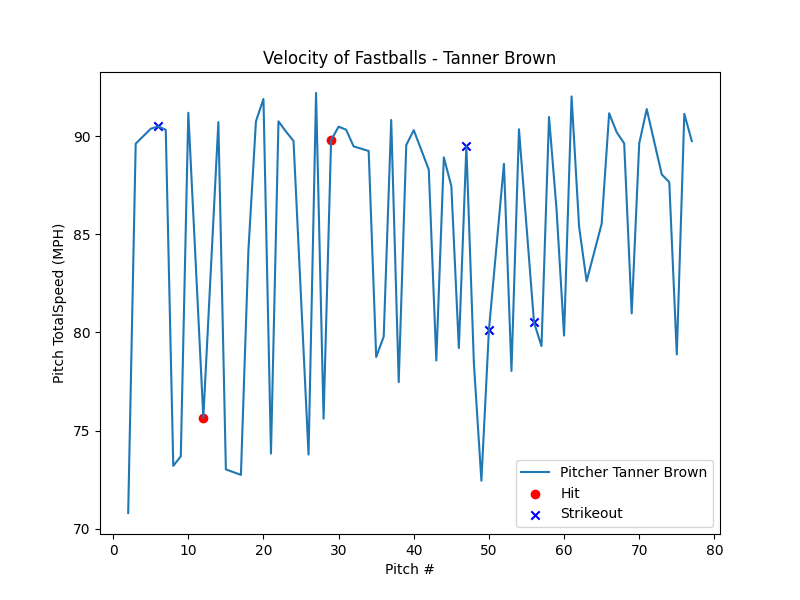 Velocity of Fastballs - Tanner Brown
Pitch TotalSpeed (MPH)
90
85
80
75
70
0 10 20 30 40 50 60 70 80
Pitch #
Pitcher Tanner Brown
Hit
Strikeout